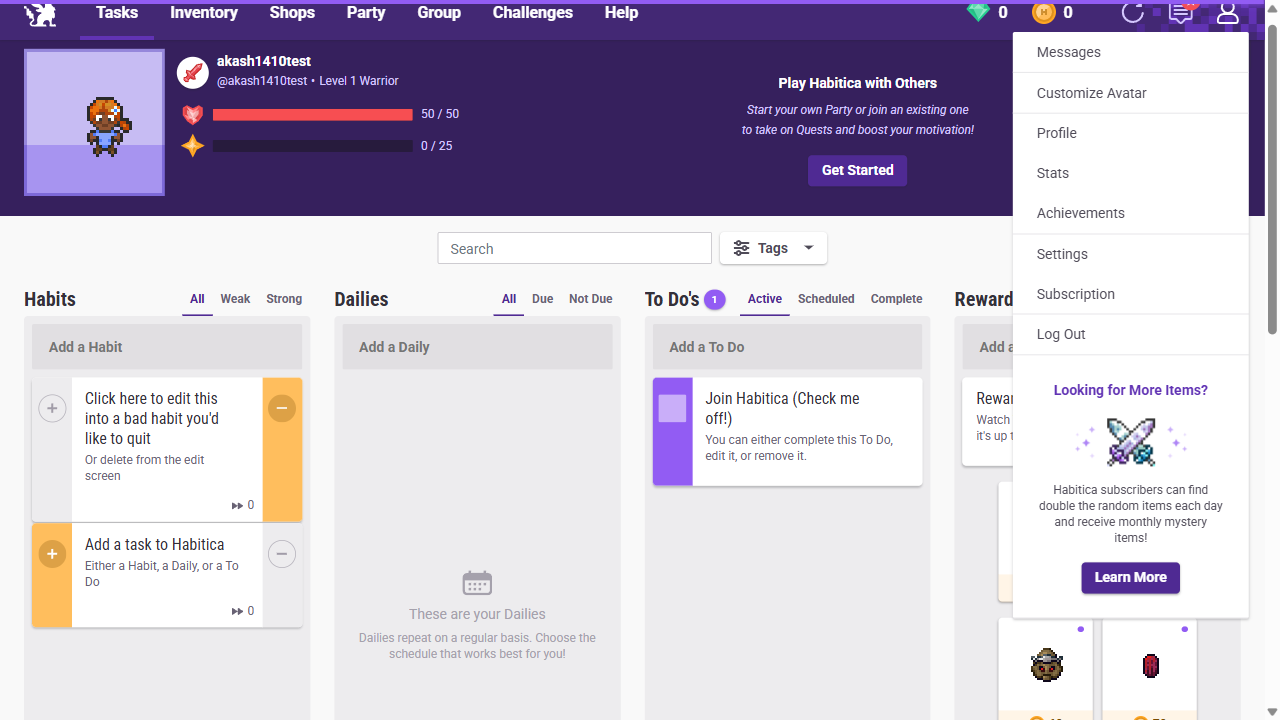 Tasks Inventory Shops Party Group Challenges Help 0 0
akash1410test
@akash1410test • Level 1 Warrior
50 / 50
0 / 25
Play Habitica with Others
Start your own Party or join an existing one
to take on Quests and boost your motivation!
Get Started
Messages
Customize Avatar
Profile
Stats
Achievements
Settings
Subscription
Log Out
Looking for More Items?
Habitica subscribers can find
double the random items each day
and receive monthly mystery
items!
Learn More
Search
Tags
Habits All Weak Strong
Add a Habit
Click here to edit this
into a bad habit you'd
like to quit
Or delete from the edit
screen
0
Add a task to Habitica
Either a Habit, a Daily, or a To
Do
0
Dailies All Due Not Due
Add a Daily
These are your Dailies
Dailies repeat on a regular basis. Choose the
schedule that works best for you!
To Do's 1 Active Scheduled Complete
Add a To Do
Join Habitica (Check me
off!)
You can either complete this To Do,
edit it, or remove it.
Reward
Add a
Rewar
Watch
it's up t